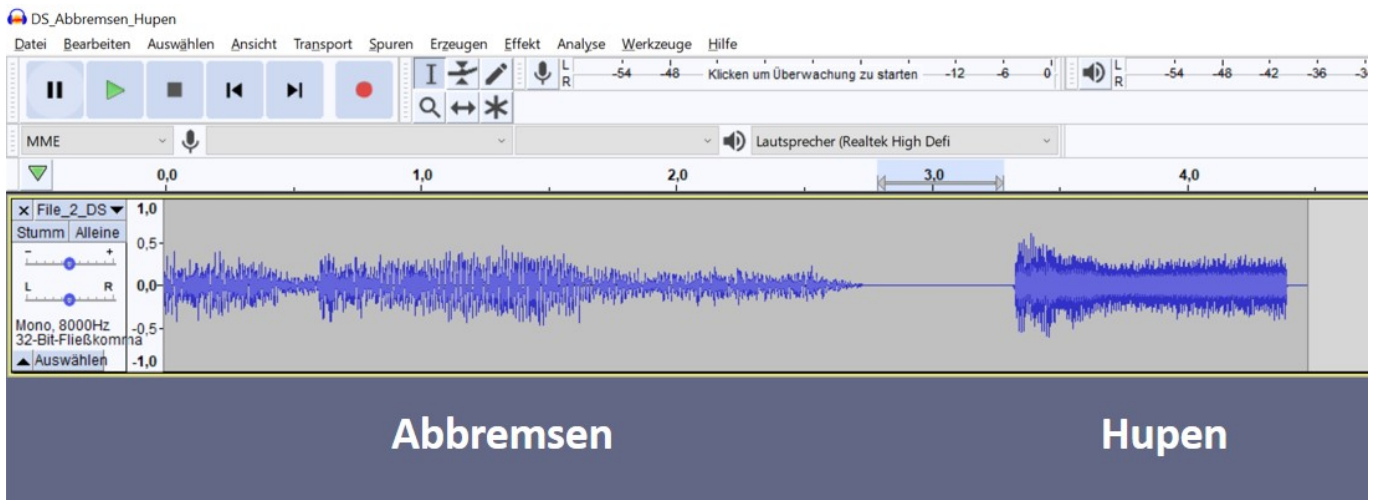 DS_Abbremsen_Hupen
Datei Bearbeiten Auswählen Ansicht Transport Spuren Erzeugen Effekt Analyse Werkzeuge Hilfe
L -54 -48 Klicken um Überwachung zu starten -12 -6 0 L -54 -48 -42 -36 -3
R R
MME Lautsprecher (Realtek High Defi
0,0 1,0 2,0 3,0 4,0
× File_2_DS 1,0
Stumm Alleine
0,5
- +
L R 0,0
Mono, 8000Hz -0,5
32-Bit-Fließkomma
Auswählen -1,0
Abbremsen Hupen